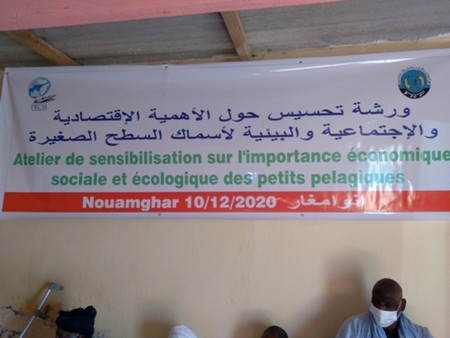 ورشة تحسيس حول الأهمية الإقتصادية
والإجتماعية والبيئية لأسماك السطح الصغيرة
Atelier de sensibilisation sur l'importance économique
sociale et écologique des petits pelagiques
Nouamghar 10/12/2020 نوامغار